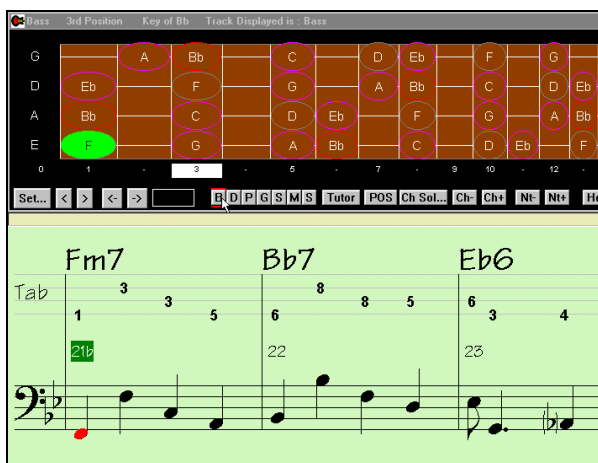 Bass 3rd Position Key of Bb Track Displayed is : Bass
G A Bb C D Eb F G
D Eb F G A Bb C D Eb
A Bb C D Eb F G A Bb
E F G A Bb C D Eb F
0 1 - 3 - 5 - 7 - 9 10 - 12 -
Set... < > <- -> B D P G S M S Tutor POS Ch Sol... Ch- Ch+ Nt- Nt+
Fm7 Bb7 Eb6
Tab 1 3 3 5 6 8 8 5 6 3 4
21b 22 23
(b)